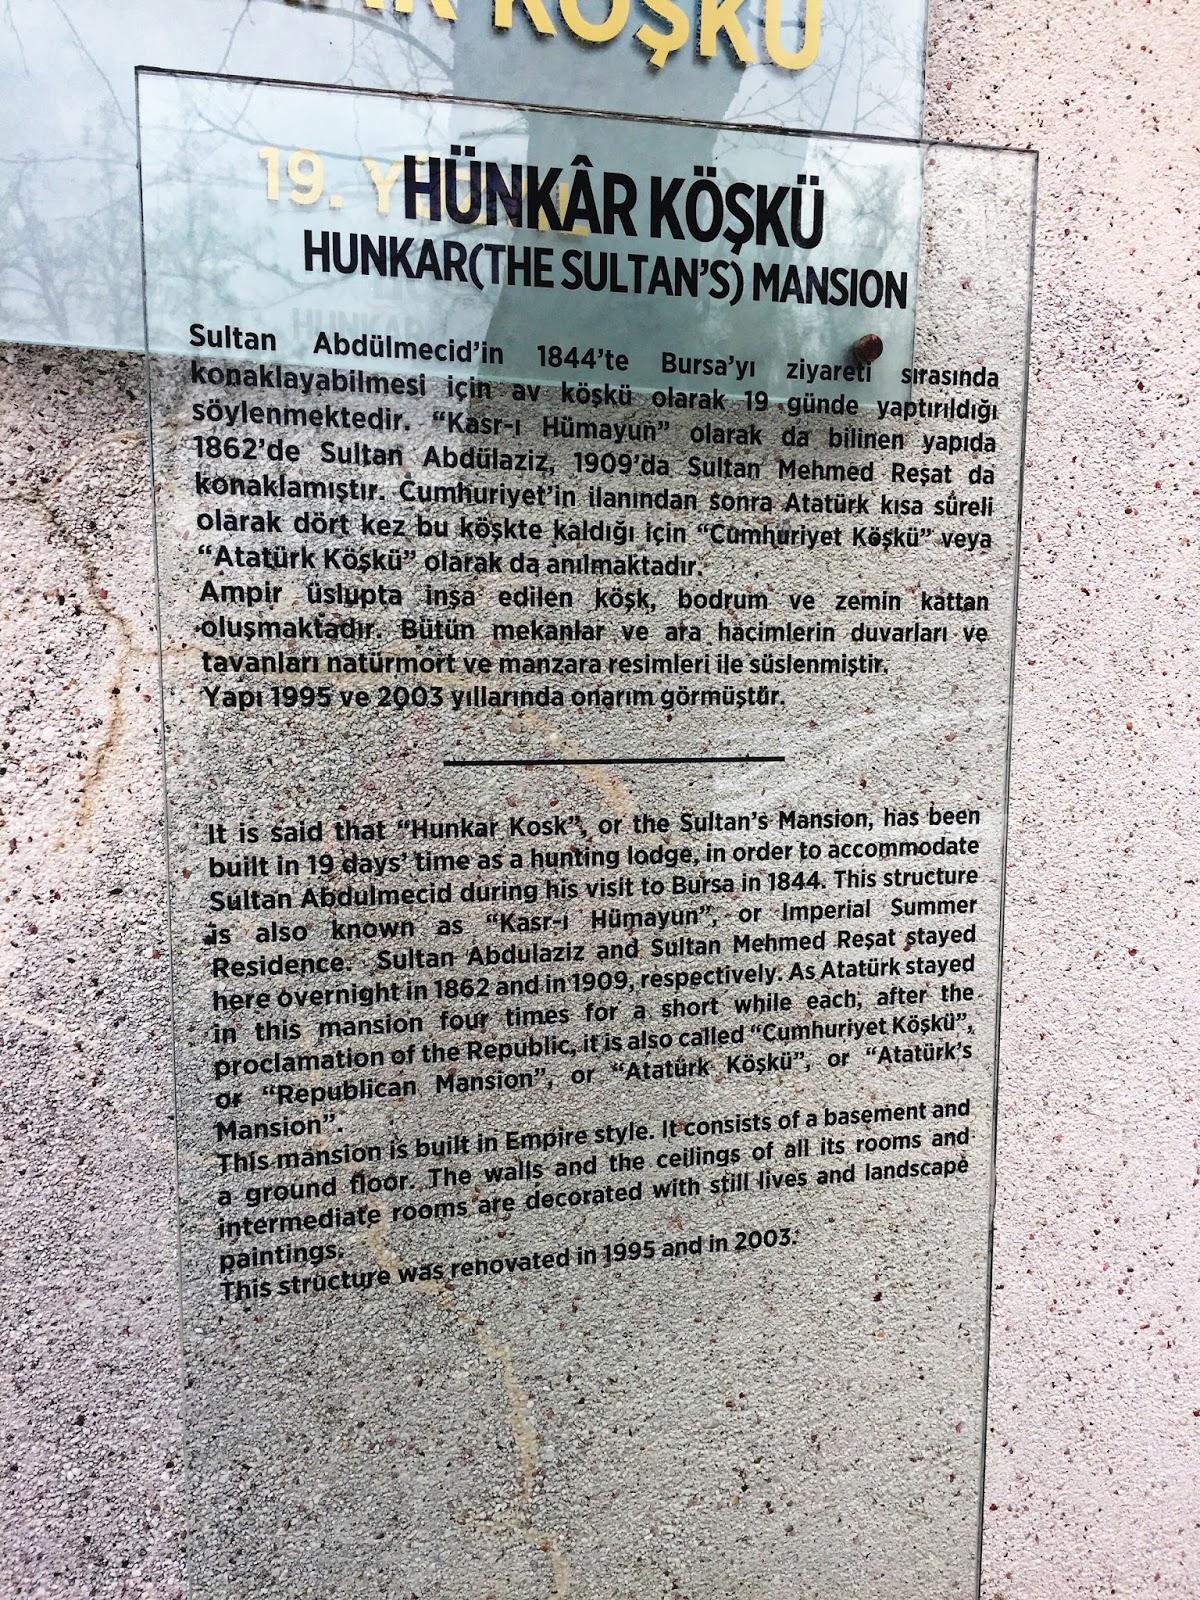 KÖŞKÜ
19.
HÜNKÂR KÖŞKÜ
HUNKAR(THE SULTAN'S) MANSION
Sultan Abdülmecid'in 1844'te Bursa'yı ziyareti sırasında
konaklayabilmesi için av köşkü olarak 19 günde yaptırıldığı
söylenmektedir. "Kasr-ı Hümayun" olarak da bilinen yapıda
1862'de Sultan Abdülaziz, 1909'da Sultan Mehmed Reşat da
konaklamıştır. Cumhuriyet'in ilanından sonra Atatürk kısa süreli
olarak dört kez bu köşkte kaldığı için "Cumhuriyet Köşkü" veya
"Atatürk Köşkü" olarak da anılmaktadır.
Ampir üslupta inşa edilen köşk, bodrum ve zemin kattan
oluşmaktadır. Bütün mekanlar ve ara hacimlerin duvarları ve
tavanları natürmort ve manzara resimleri ile süslenmiştir.
Yapı 1995 ve 2003 yıllarında onarım görmüştür.
It is said that "Hunkar Kosk", or the Sultan's Mansion, has been
built in 19 days' time as a hunting lodge, in order to accommodate
Sultan Abdulmecid during his visit to Bursa in 1844. This structure
is also known as "Kasr-ı Hümayun", or Imperial Summer
Residence. Sultan Abdulaziz and Sultan Mehmed Reşat stayed
here overnight in 1862 and in 1909, respectively. As Atatürk stayed
in this mansion four times for a short while each, after the
proclamation of the Republic, it is also called "Cumhuriyet Köşkü",
or "Republican Mansion", or "Atatürk Köşkü", or "Atatürk's
Mansion".
This mansion is built in Empire style. It consists of a basement and
a ground floor. The walls and the ceilings of all its rooms and
intermediate rooms are decorated with still lives and landscape
paintings.
This structure was renovated in 1995 and in 2003.